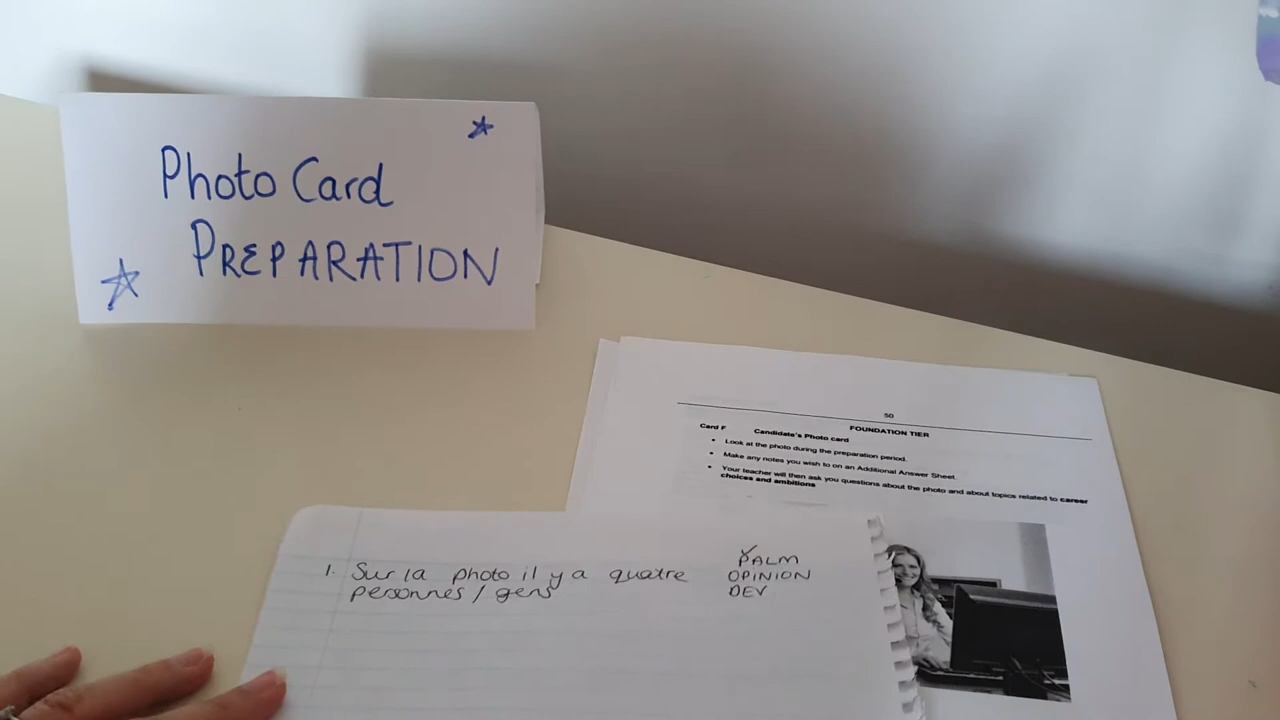 Photo Card
PREPARATION
50
FOUNDATION TIER
Card F Candidate's Photo card
• Look at the photo during the preparation period.
• Make any notes you wish to on an Additional Answer Sheet.
• Your teacher will then ask you questions about the photo and about topics related to career
choices and ambitions
1. Sur la photo il y a quatre
personnes / gens
PALM
OPINION
DEV